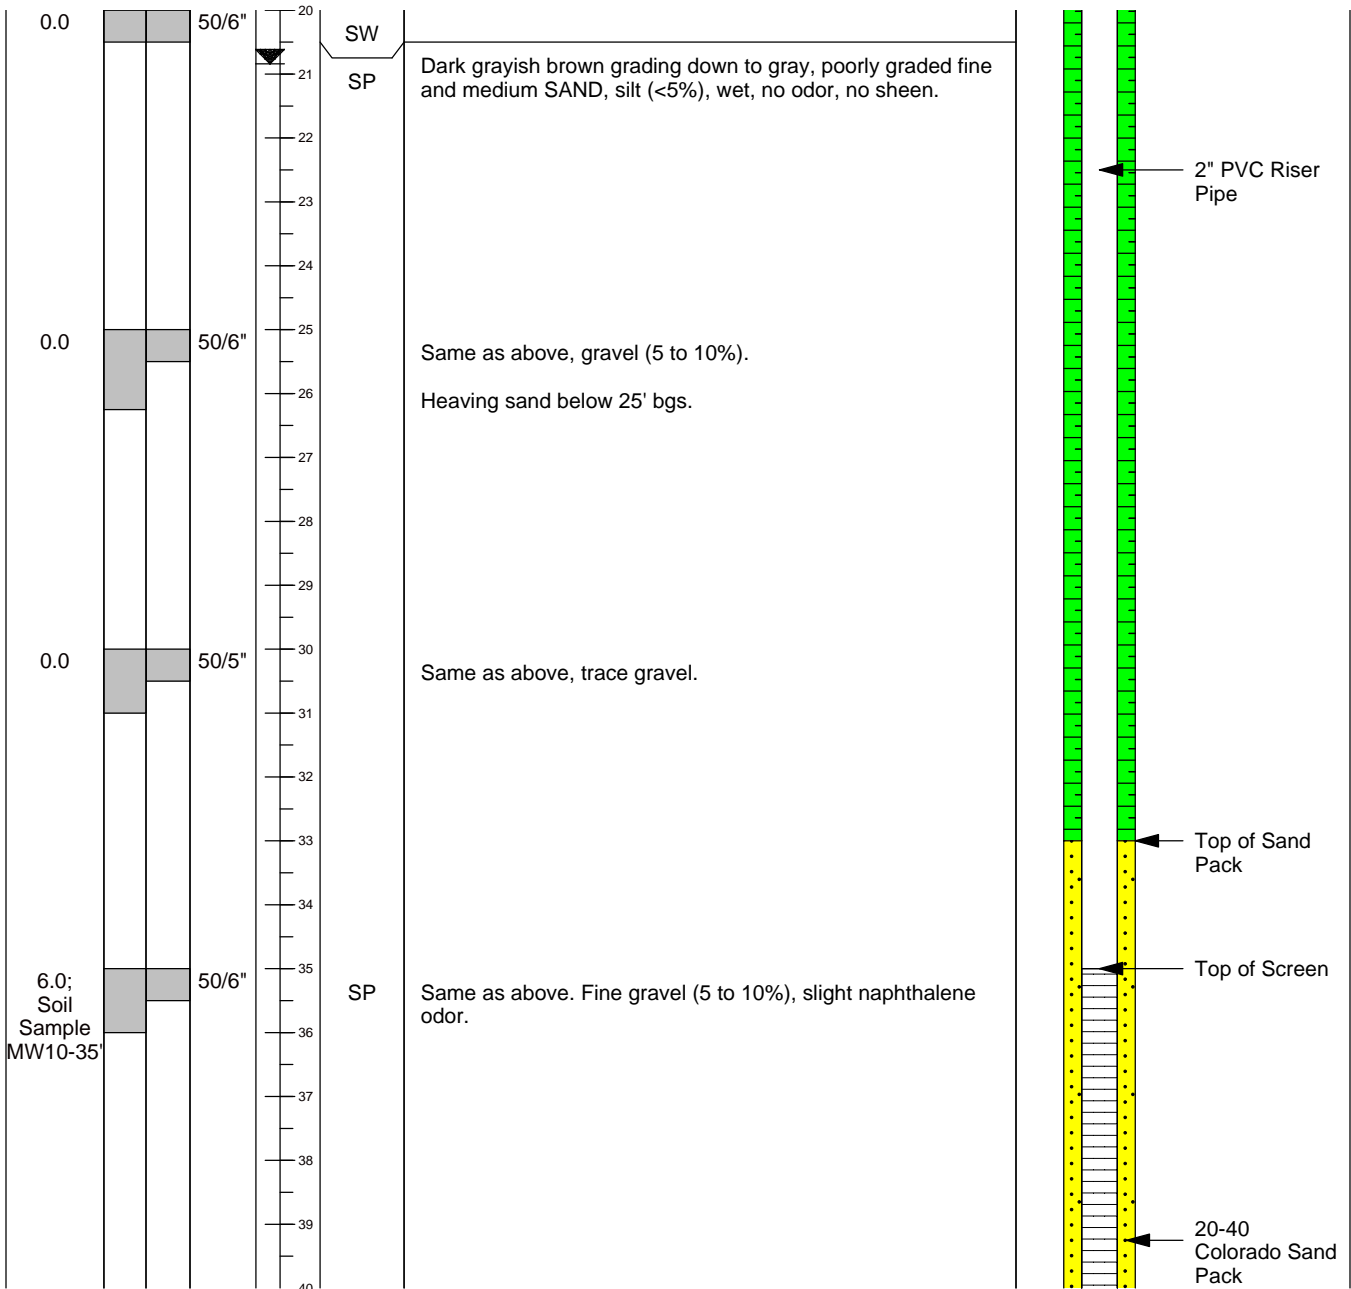 20
0.0
50/6"
SW
21
SP
Dark grayish brown grading down to gray, poorly graded fine
and medium SAND, silt (<5%), wet, no odor, no sheen.
22
2" PVC Riser
Pipe
23
24
25
0.0
50/6"
Same as above, gravel (5 to 10%).
26
Heaving sand below 25' bgs.
27
28
29
30
0.0
50/5"
Same as above, trace gravel.
31
32
33
Top of Sand
Pack
34
35
Top of Screen
6.0;
Soil
Sample
MW10-35'
50/6"
SP
Same as above. Fine gravel (5 to 10%), slight naphthalene
odor.
36
37
38
39
20-40
Colorado Sand
Pack
40